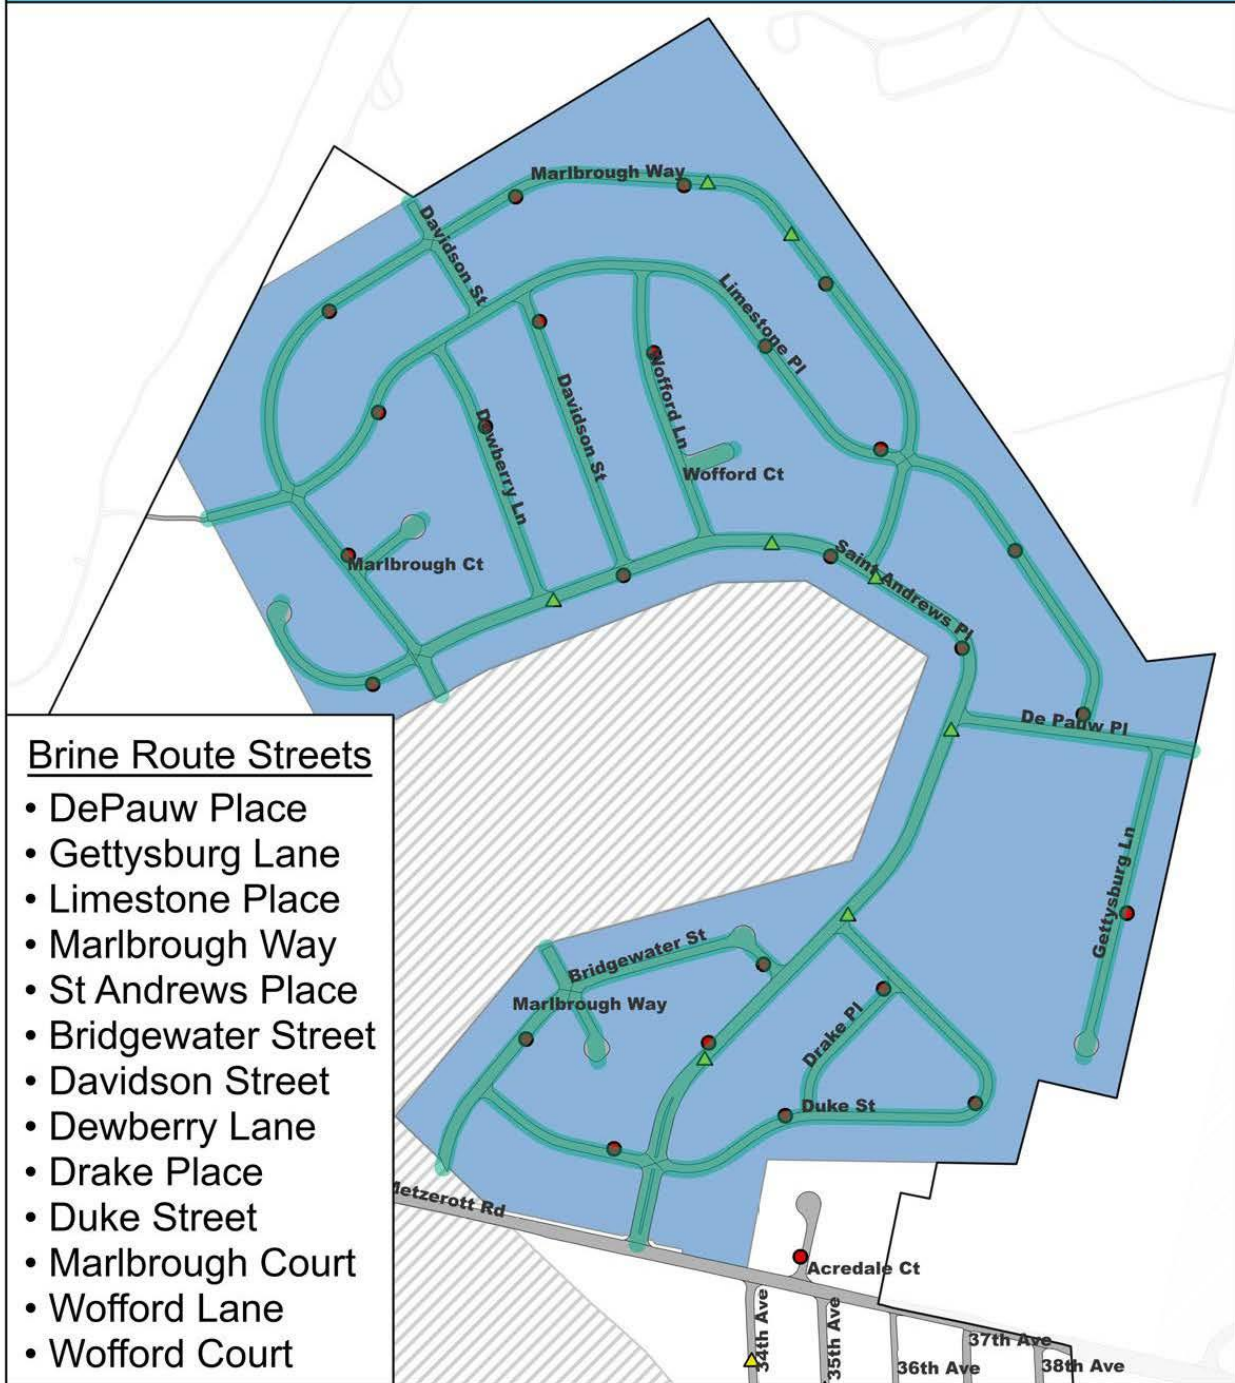 Marlbrough Way
Davidson St
Limestone Pl
Wofford Ln
Davidson St
Dewberry Ln
Wofford Ct
Marlbrough Ct
Saint Andrews Pl
De Pauw Pl
Gettysburg Ln
Bridgewater St
Marlbrough Way
Drake Pl
Duke St
Metzerott Rd
Acredale Ct
34th Ave
35th Ave
36th Ave
37th Ave
38th Ave
Brine Route Streets
• DePauw Place
• Gettysburg Lane
• Limestone Place
• Marlbrough Way
• St Andrews Place
• Bridgewater Street
• Davidson Street
• Dewberry Lane
• Drake Place
• Duke Street
• Marlbrough Court
• Wofford Lane
• Wofford Court